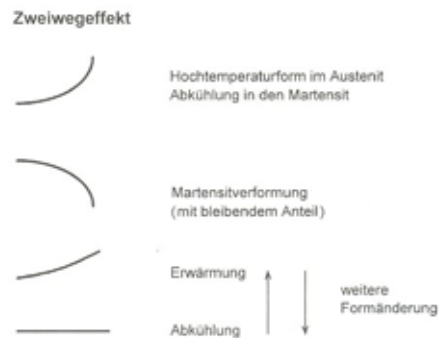 Zweiwegeffekt
Hochtemperaturform im Austenit
Abkühlung in den Martensit
Martensitverformung
(mit bleibendem Anteil)
Erwärmung
weitere
Formänderung
Abkühlung